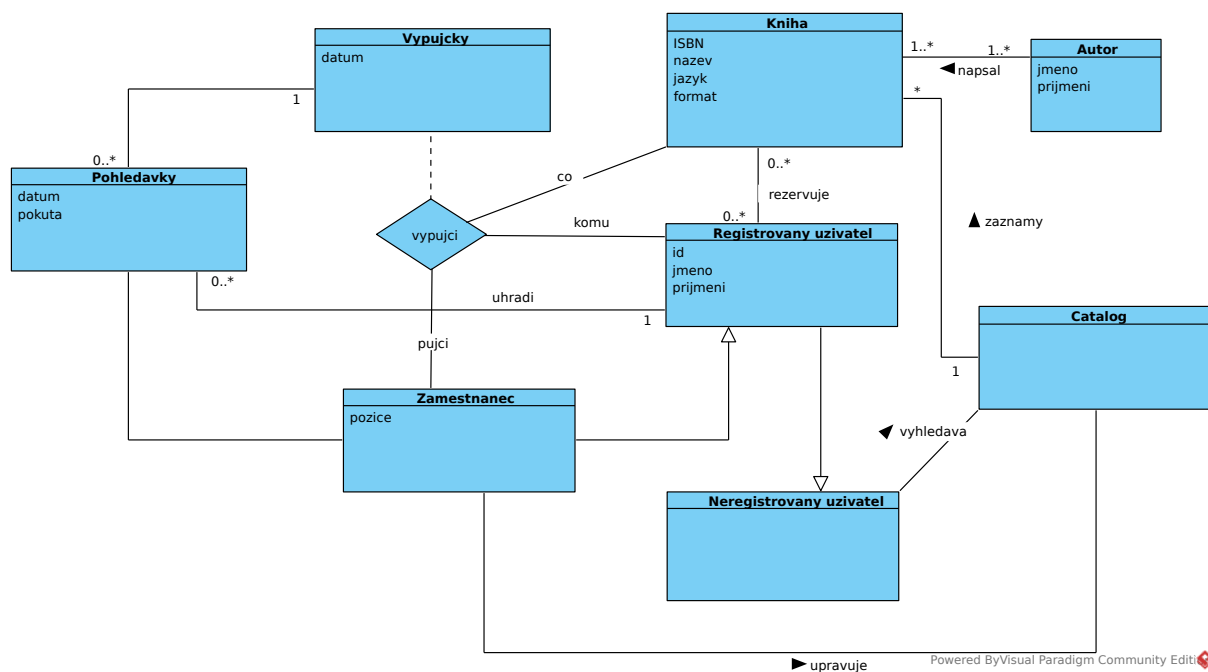 Vypujcky
datum
1
Kniha
ISBN
nazev
jazyk
format
1..*
1..*
napsal
*
Autor
jmeno
prijmeni
0..*
Pohledavky
datum
pokuta
0..*
co
vypujci
komu
0..*
rezervuje
0..*
Registrovany uzivatel
id
jmeno
prijmeni
zaznamy
uhradi
1
pujci
Catalog
1
Zamestnanec
pozice
vyhledava
Neregistrovany uzivatel
upravuje
Powered ByVisual Paradigm Community Editi